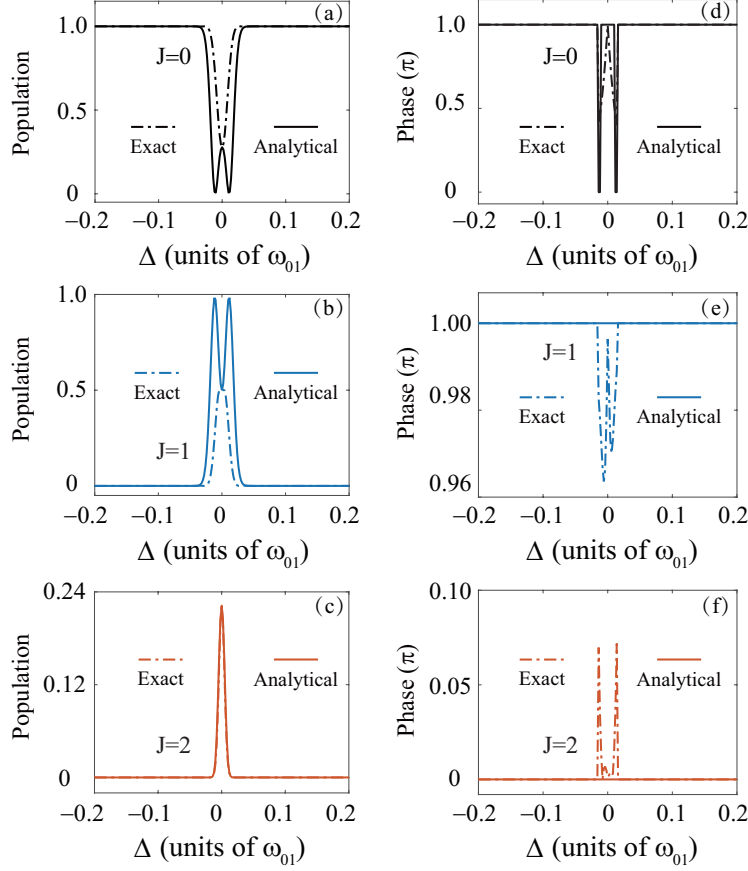 (a)
1.0
J=0
Population
0.5
Exact
Analytical
0
−0.2
−0.1
0
0.1
0.2
Δ (units of ω01)
(d)
1.0
J=0
Phase (π)
0.5
Exact
Analytical
0
−0.2
−0.1
0
0.1
0.2
Δ (units of ω01)
(b)
1.0
Population
Exact
Analytical
0.5
J=1
0
−0.2
−0.1
0
0.1
0.2
Δ (units of ω01)
(e)
1.00
J=1
Phase (π)
0.98
Exact
Analytical
0.96
−0.2
−0.1
0
0.1
0.2
Δ (units of ω01)
(c)
0.24
Population
Exact
Analytical
0.12
J=2
0
−0.2
−0.1
0
0.1
0.2
Δ (units of ω01)
(f)
0.10
Phase (π)
Exact
Analytical
0.05
J=2
0
−0.2
−0.1
0
0.1
0.2
Δ (units of ω01)